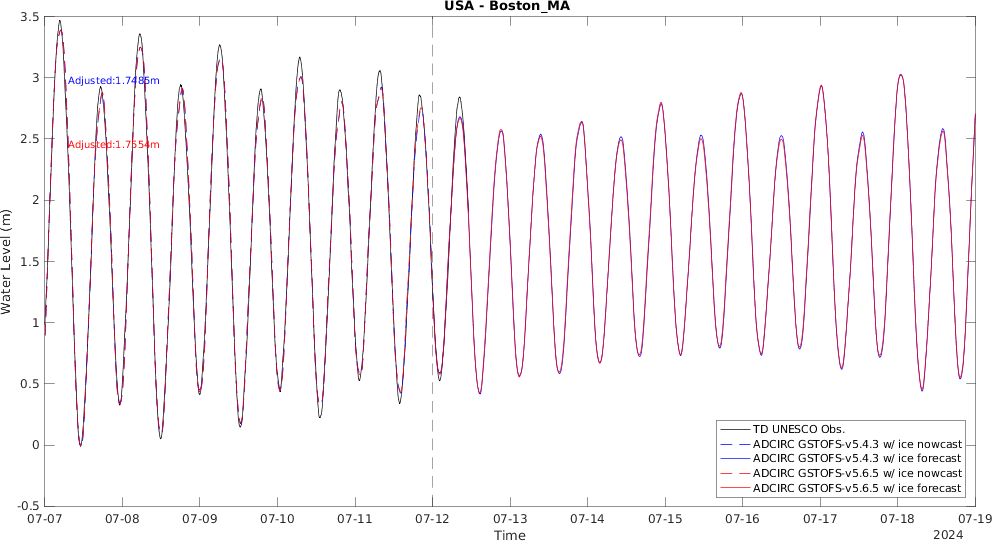 USA - Boston_MA
3.5
3
2.5
2
1.5
1
0.5
0
-0.5
Water Level (m)
Adjusted:1.7485m
Adjusted:1.7554m
TD UNESCO Obs.
ADCIRC GSTOFS-v5.4.3 w/ ice nowcast
ADCIRC GSTOFS-v5.4.3 w/ ice forecast
ADCIRC GSTOFS-v5.6.5 w/ ice nowcast
ADCIRC GSTOFS-v5.6.5 w/ ice forecast
07-07 07-08 07-09 07-10 07-11 07-12 07-13 07-14 07-15 07-16 07-17 07-18 07-19
Time
2024